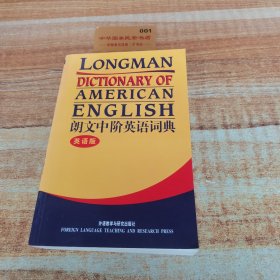 001
LONGMAN
DICTIONARY OF
AMERICAN
ENGLISH
朗文中阶英语词典
英语版
外语教学与研究出版社
FOREIGN LANGUAGE TEACHING AND RESEARCH PRESS